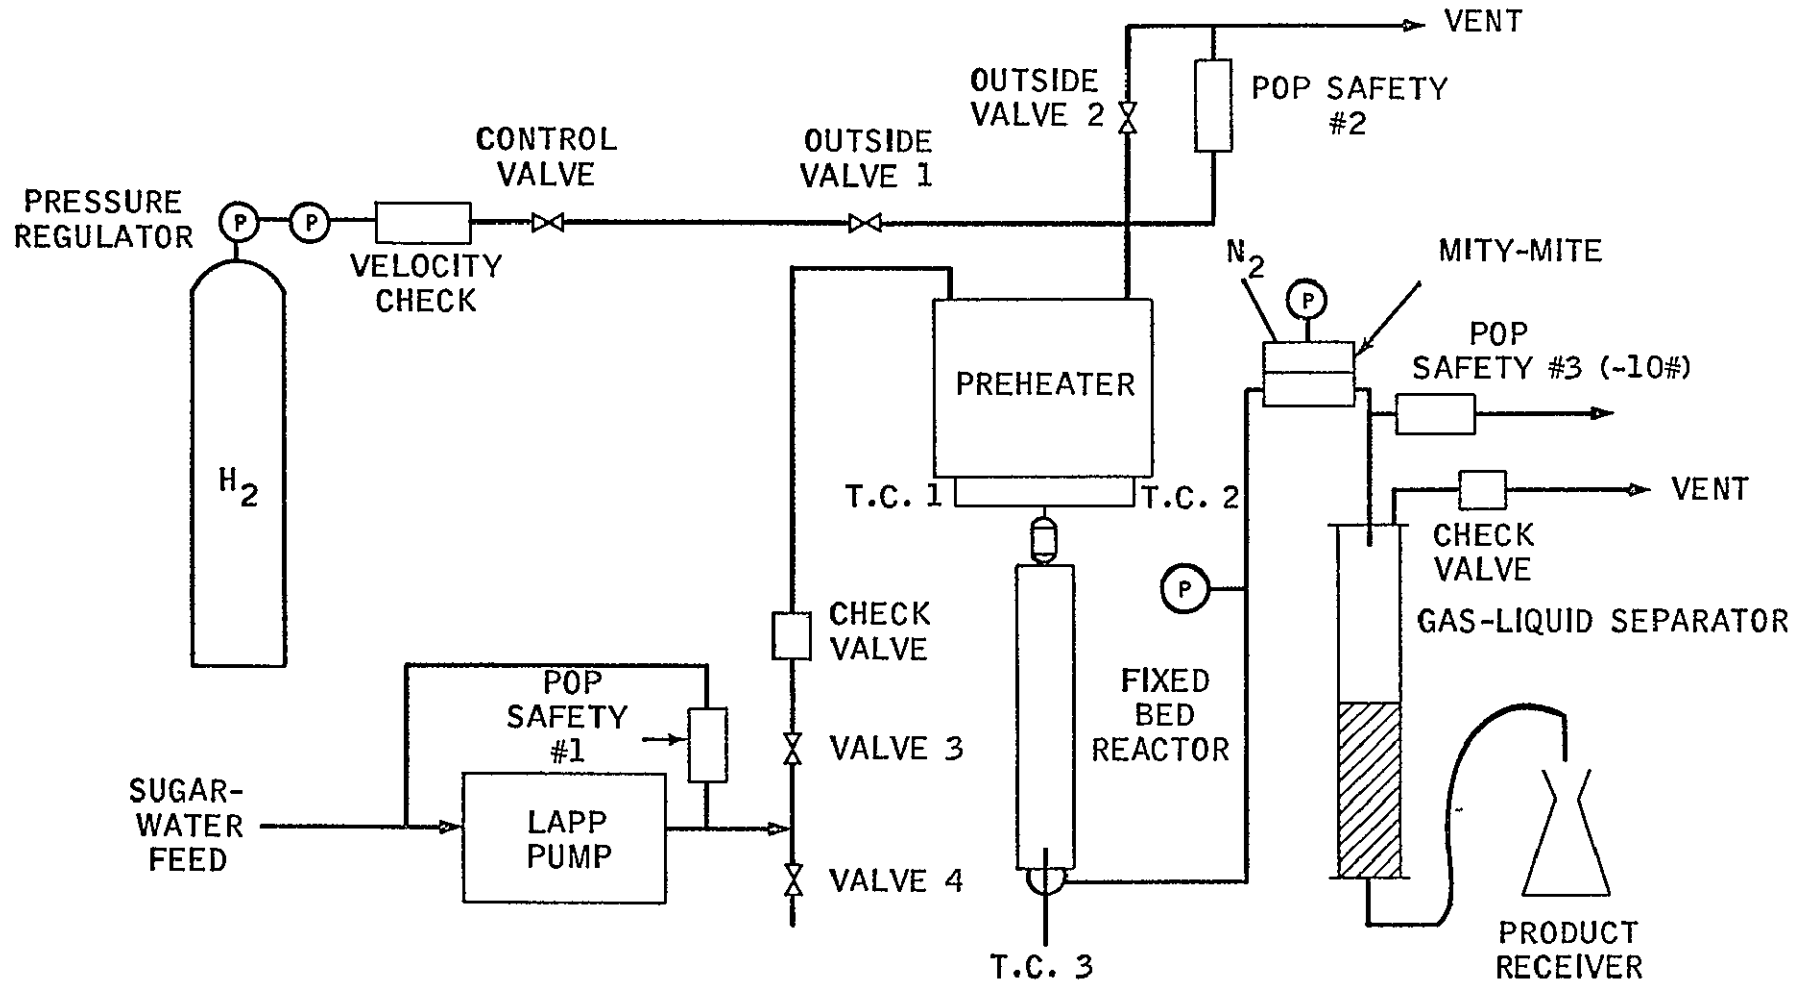 VENT
OUTSIDE
VALVE 2
POP SAFETY
#2
CONTROL
VALVE
OUTSIDE
VALVE 1
PRESSURE
REGULATOR
P
P
VELOCITY
CHECK
N2
P
MITY-MITE
POP
SAFETY #3 (~10#)
PREHEATER
H2
T.C. 1
T.C. 2
VENT
CHECK
VALVE
P
GAS-LIQUID SEPARATOR
CHECK
VALVE
POP
SAFETY
#1
FIXED
BED
REACTOR
VALVE 3
SUGAR-
WATER
FEED
LAPP
PUMP
VALVE 4
PRODUCT
RECEIVER
T.C. 3